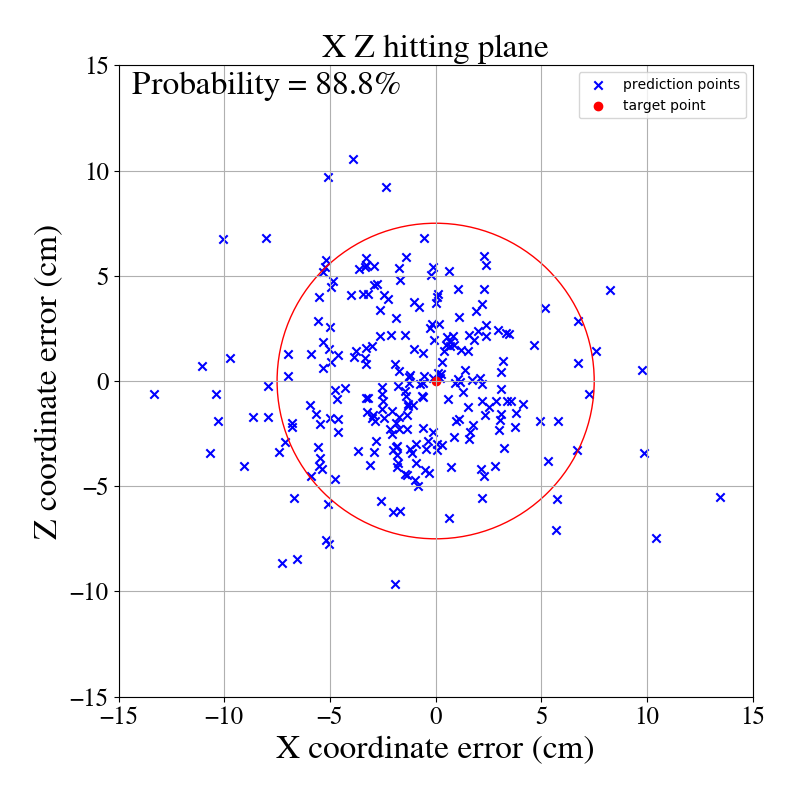 X Z hitting plane
Probability = 88.8%
prediction points
target point
Z coordinate error (cm)
15
10
5
0
−5
−10
−15
−15 −10 −5 0 5 10 15
X coordinate error (cm)